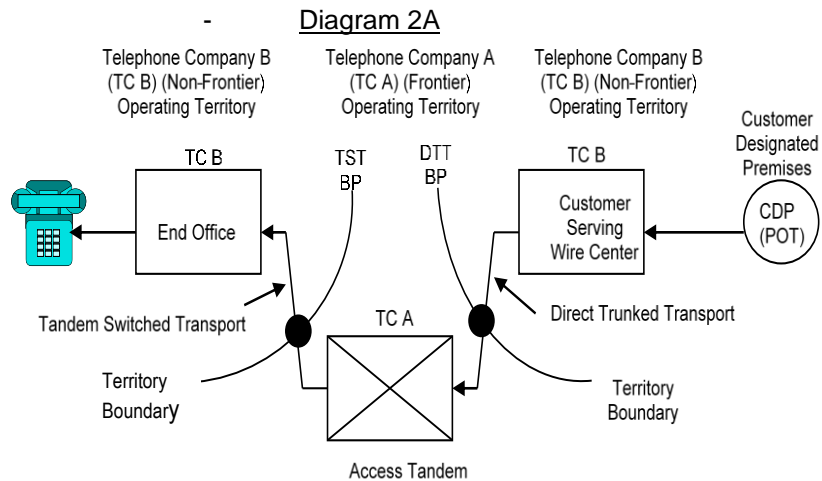 - Diagram 2A
Telephone Company B
(TC B) (Non-Frontier)
Operating Territory
Telephone Company A
(TC A) (Frontier)
Operating Territory
Telephone Company B
(TC B) (Non-Frontier)
Operating Territory
Customer
Designated
Premises
TC B
TST
BP
DTT
BP
TC B
End Office
Customer
Serving
Wire Center
CDP
(POT)
Tandem Switched Transport
TC A
Direct Trunked Transport
Territory
Boundary
Territory
Boundary
Access Tandem